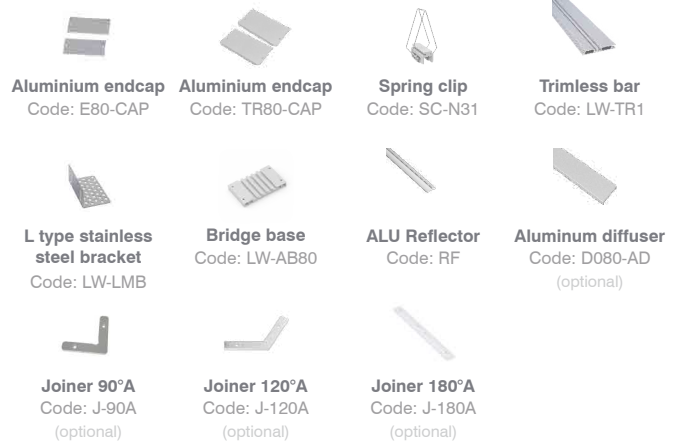 Aluminium endcap
Code: E80-CAP
Aluminium endcap
Code: TR80-CAP
Spring clip
Code: SC-N31
Trimless bar
Code: LW-TR1
L type stainless
steel bracket
Code: LW-LMB
Bridge base
Code: LW-AB80
ALU Reflector
Code: RF
Aluminum diffuser
Code: D080-AD
(optional)
Joiner 90°A
Code: J-90A
(optional)
Joiner 120°A
Code: J-120A
(optional)
Joiner 180°A
Code: J-180A
(optional)